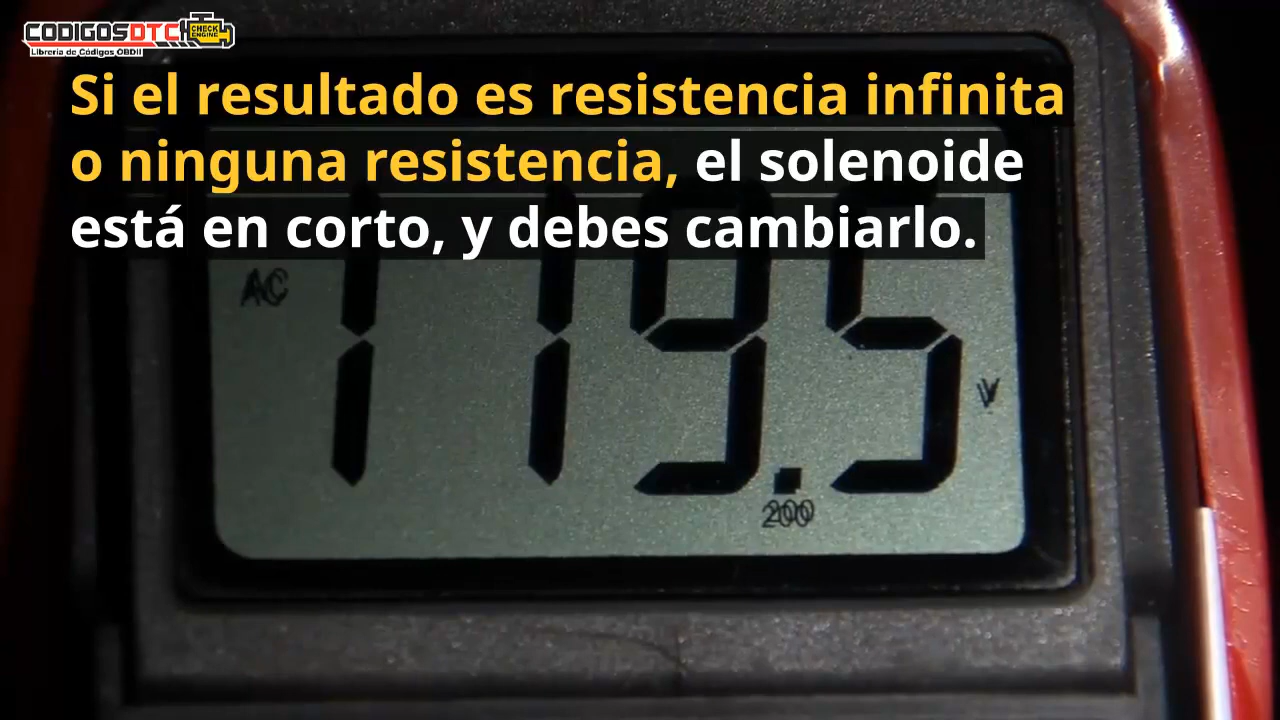 CODIGOSDTC
CHECK
ENGINE
Librería de Códigos OBDII
Si el resultado es resistencia infinita
o ninguna resistencia, el solenoide
está en corto, y debes cambiarlo.
AC
119.5
V
200